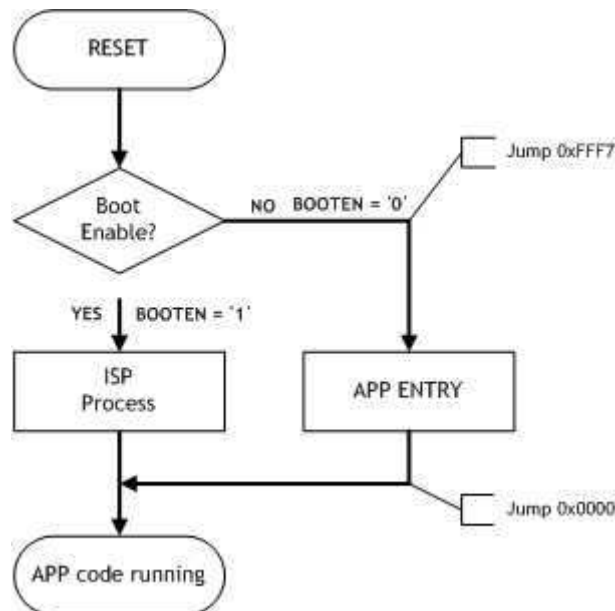 RESET
Jump 0xFFF7
Boot
Enable?
NO BOOTEN = '0'
YES BOOTEN = '1'
ISP
Process
APP ENTRY
Jump 0x0000
APP code running